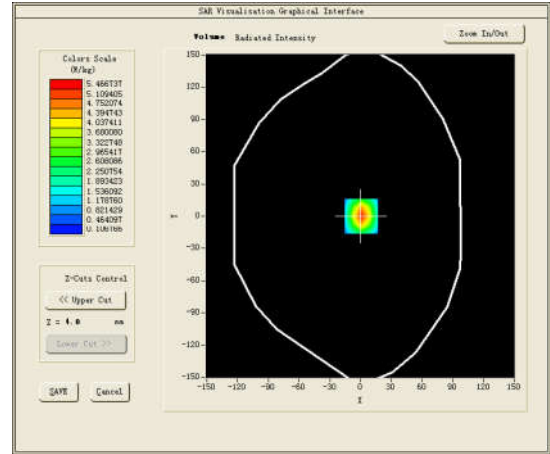 SAR Visualisation Graphical Interface
Volume Radiated Intensity
Zoom In/Out
Colors Scale
(W/kg)
5.466737
5.109405
4.752074
4.394743
4.037411
3.680080
3.322748
2.965417
2.608086
2.250754
1.893423
1.536092
1.178760
0.821429
0.464097
0.106766
Z-Cuts Control
<< Upper Cut
Z = 4.0 mm
Lower Cut >>
SAVE Cancel
150
120
90
60
30
Y 0
-30
-60
-90
-120
-150
-150 -120 -90 -60 -30 0 30 60 90 120 150
X